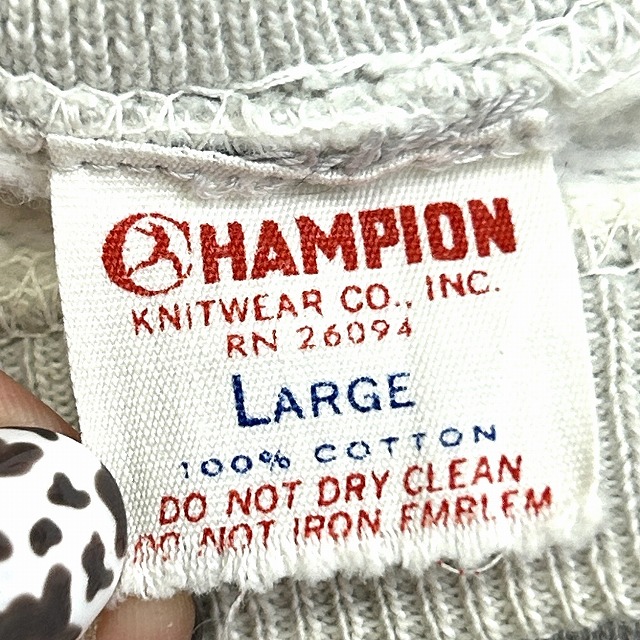 CHAMPION
KNITWEAR CO., INC.
RN 26094
LARGE
100% COTTON
DO NOT DRY CLEAN
DO NOT IRON EMBLEM